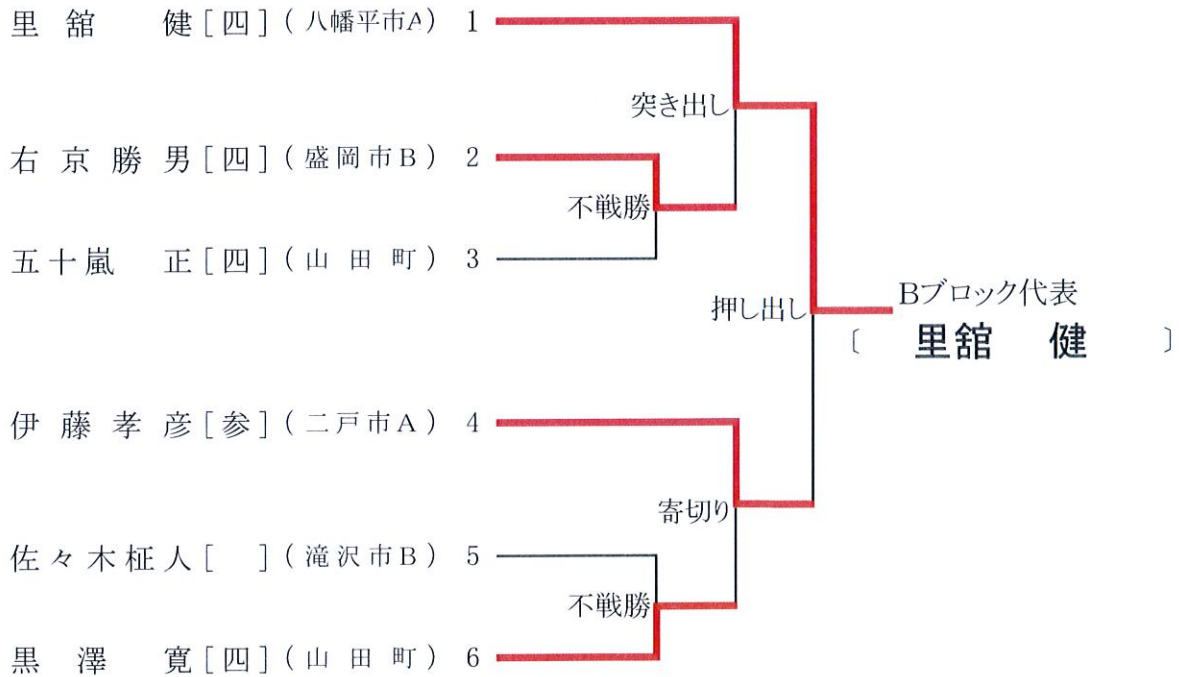 里舘 健[四](八幡平市A) 1
突き出し
右京勝男[四](盛岡市B) 2
不戦勝
五十嵐 正[四](山田町) 3
Bブロック代表
押し出し
〔 里舘 健 〕
伊藤孝彦[参](二戸市A) 4
寄切り
佐々木柾人[ ](滝沢市B) 5
不戦勝
黒澤 寛[四](山田町) 6